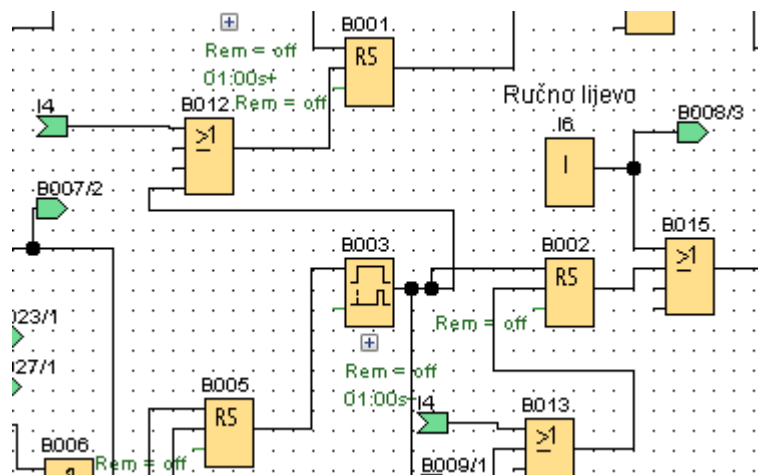 B001
Rem = off
01:00s+
RS
I4
B012
Rem = off
≥1
Ručno lijevo
I6
B008/3
I
B007/2
B003
B002
B015
RS
≥1
Rem = off
023/1
027/1
Rem = off
01:00s+
B005
RS
I4
B013
≥1
B006
Rem = off
B009/1